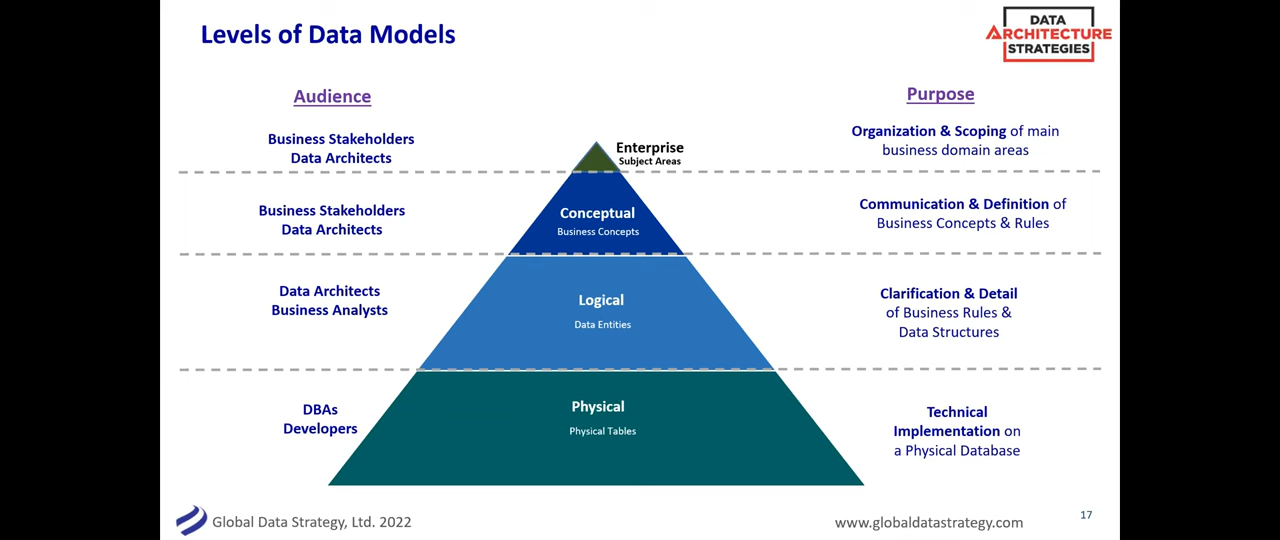 Levels of Data Models
DATA
ARCHITECTURE
STRATEGIES
Audience
Purpose
Business Stakeholders
Data Architects
Enterprise
Subject Areas
Organization & Scoping of main
business domain areas
Business Stakeholders
Data Architects
Conceptual
Business Concepts
Communication & Definition of
Business Concepts & Rules
Data Architects
Business Analysts
Logical
Data Entities
Clarification & Detail
of Business Rules &
Data Structures
DBAs
Developers
Physical
Physical Tables
Technical
Implementation on
a Physical Database
Global Data Strategy, Ltd. 2022
www.globaldatastrategy.com
17